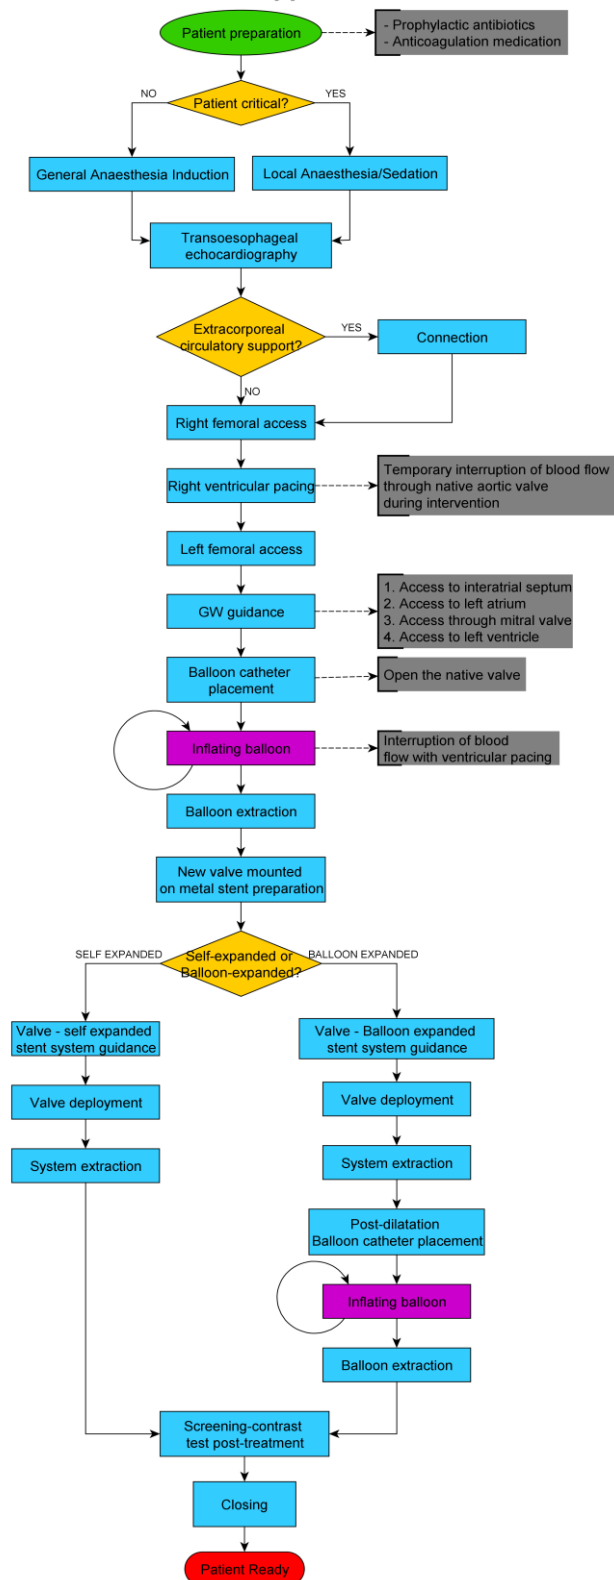 Patient preparation
- Prophylactic antibiotics
- Anticoagulation medication
Patient critical?
NO
YES
General Anaesthesia Induction
Local Anaesthesia/Sedation
Transoesophageal
echocardiography
Extracorporeal
circulatory support?
YES
Connection
NO
Right femoral access
Right ventricular pacing
Temporary interruption of blood flow
through native aortic valve
during intervention
Left femoral access
GW guidance
1. Access to interatrial septum
2. Access to left atrium
3. Access through mitral valve
4. Access to left ventricle
Balloon catheter
placement
Open the native valve
Inflating balloon
Interruption of blood
flow with ventricular pacing
Balloon extraction
New valve mounted
on metal stent preparation
Self-expanded or
Balloon-expanded?
SELF EXPANDED
BALLOON EXPANDED
Valve - self expanded
stent system guidance
Valve deployment
System extraction
Valve - Balloon expanded
stent system guidance
Valve deployment
System extraction
Post-dilatation
Balloon catheter placement
Inflating balloon
Balloon extraction
Screening-contrast
test post-treatment
Closing
Patient Ready